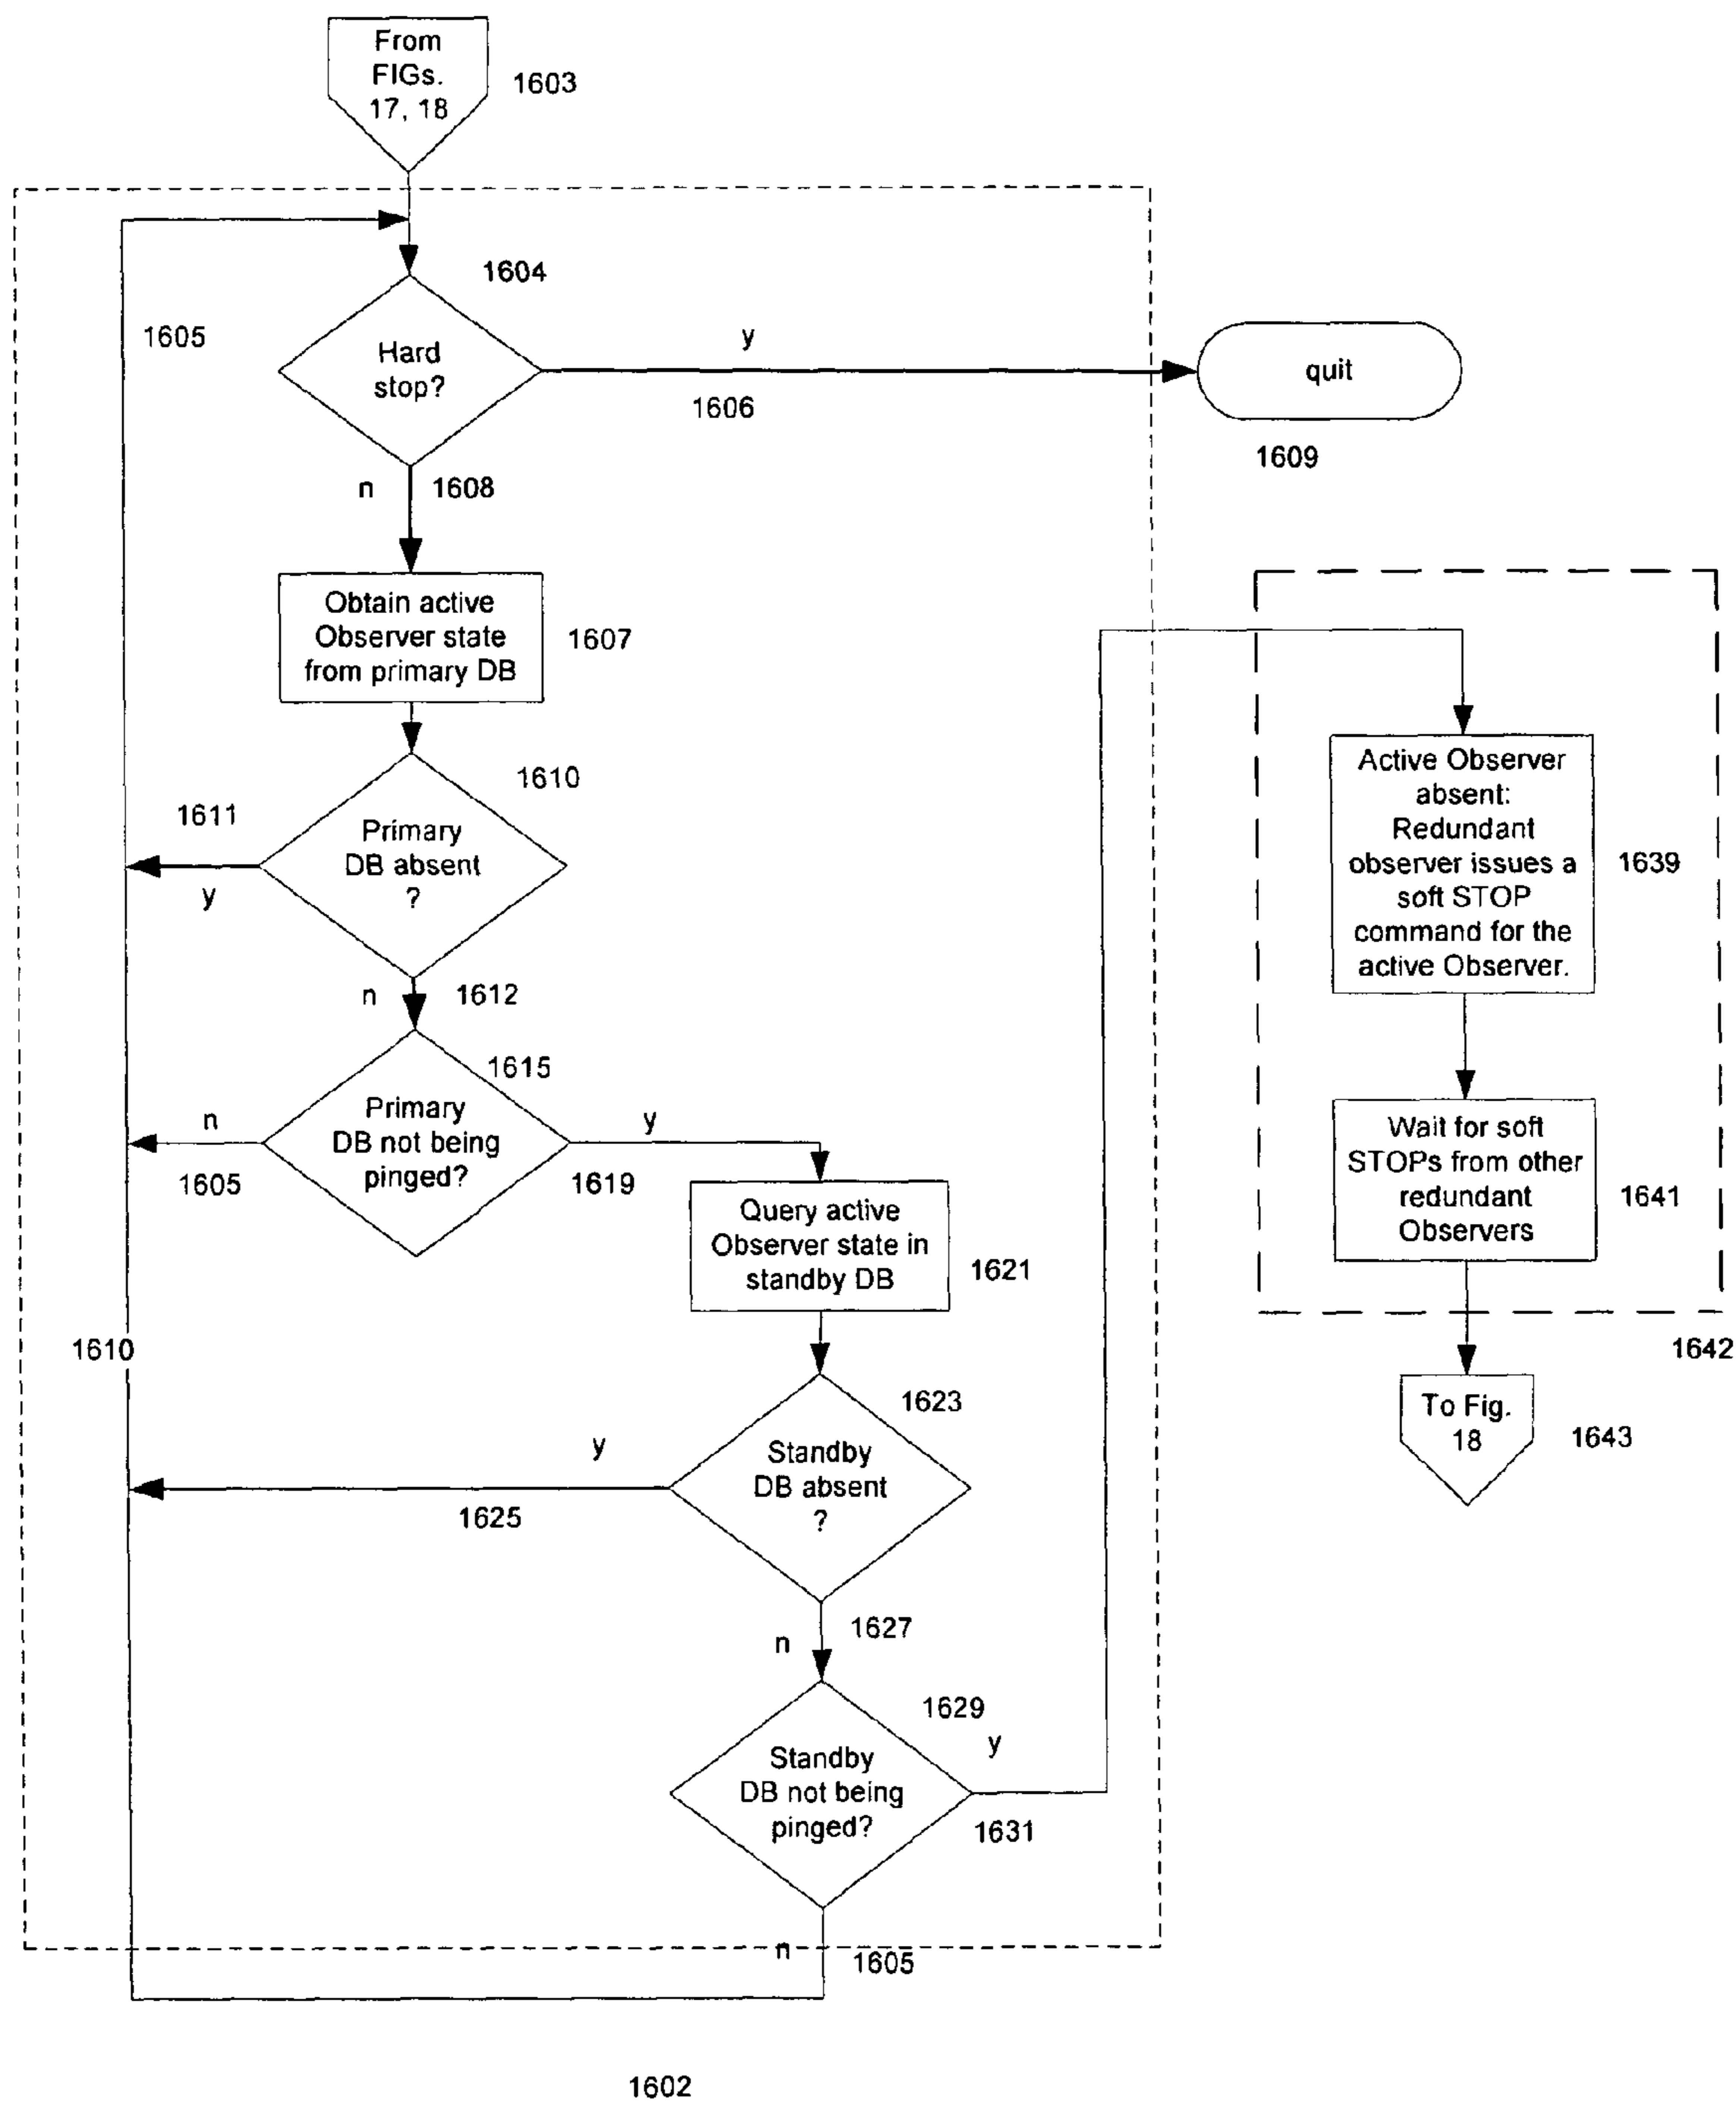 From
FIGs.
17, 18
1603
1604
1605
Hard
stop?
y
1606
quit
1609
n
1608
Obtain active
Observer state
from primary DB
1607
1610
1611
Primary
DB absent
?
y
n
1612
1615
Primary
DB not being
pinged?
n
1605
y
1619
Query active
Observer state in
standby DB
1621
1610
1623
Standby
DB absent
?
y
1625
n
1627
1629
Standby
DB not being
pinged?
y
1631
n
1605
1602
Active Observer
absent:
Redundant
observer issues a
soft STOP
command for the
active Observer.
1639
Wait for soft
STOPs from other
redundant
Observers
1641
1642
To Fig.
18
1643